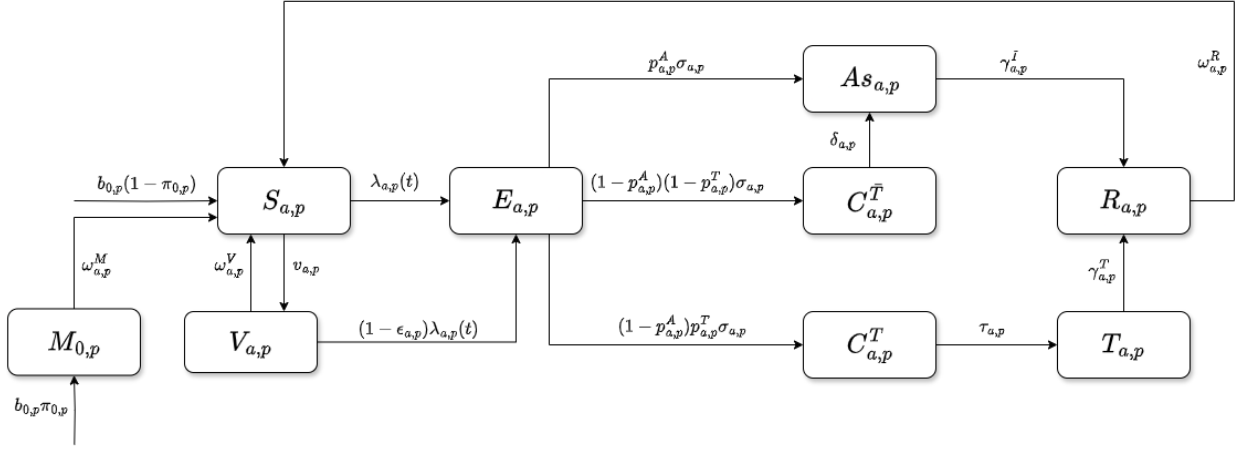 p^A_{a,p}σ_{a,p}
As_{a,p}
γ^{Ī}_{a,p}
ω^R_{a,p}
δ_{a,p}
b_{0,p}(1 − π_{0,p})
S_{a,p}
λ_{a,p}(t)
E_{a,p}
(1 − p^A_{a,p})(1 − p^T_{a,p})σ_{a,p}
C^{T̄}_{a,p}
R_{a,p}
ω^M_{a,p}
ω^V_{a,p}
v_{a,p}
γ^T_{a,p}
M_{0,p}
V_{a,p}
(1 − ϵ_{a,p})λ_{a,p}(t)
(1 − p^A_{a,p})p^T_{a,p}σ_{a,p}
C^T_{a,p}
τ_{a,p}
T_{a,p}
b_{0,p}π_{0,p}